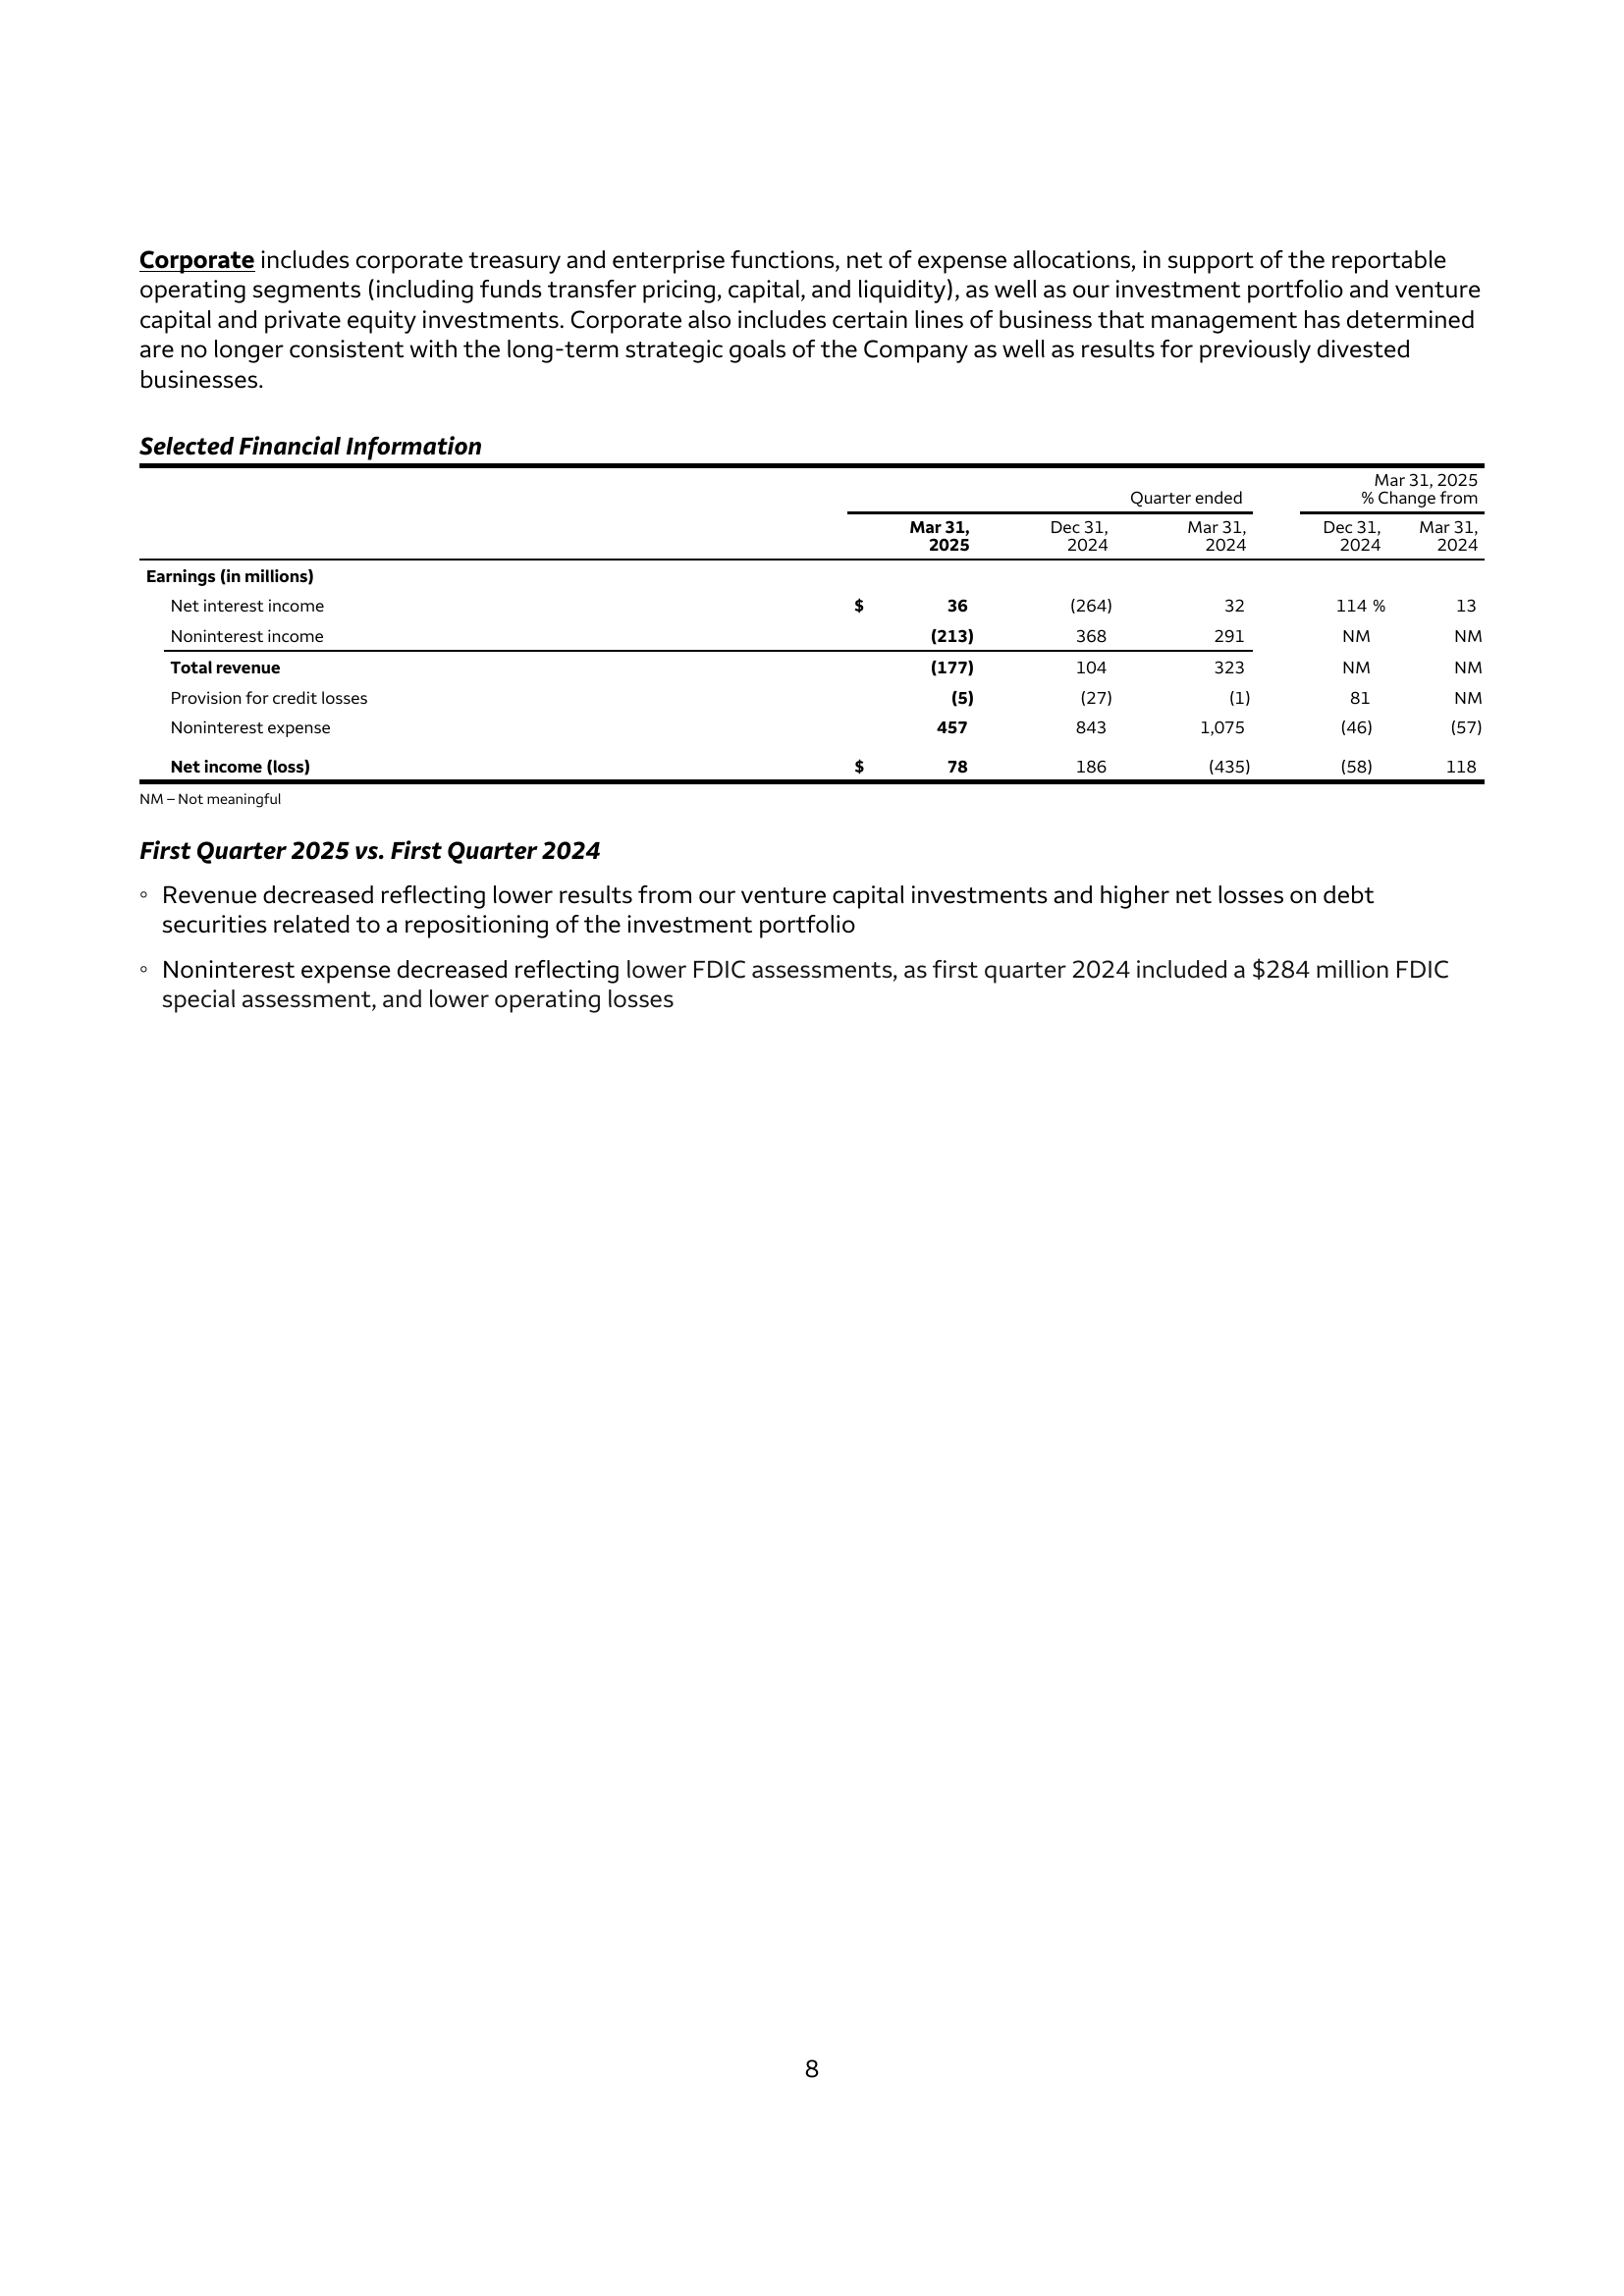 Corporate includes corporate treasury and enterprise functions, net of expense allocations, in support of the reportable
operating segments (including funds transfer pricing, capital, and liquidity), as well as our investment portfolio and venture
capital and private equity investments. Corporate also includes certain lines of business that management has determined
are no longer consistent with the long-term strategic goals of the Company as well as results for previously divested
businesses.
Selected Financial Information
Quarter ended Mar 31, 2025 % Change from
Mar 31, 2025 Dec 31, 2024 Mar 31, 2024 Dec 31, 2024 Mar 31, 2024
Earnings (in millions)
Net interest income $ 36 (264) 32 114 % 13
Noninterest income (213) 368 291 NM NM
Total revenue (177) 104 323 NM NM
Provision for credit losses (5) (27) (1) 81 NM
Noninterest expense 457 843 1,075 (46) (57)
Net income (loss) $ 78 186 (435) (58) 118
NM – Not meaningful
First Quarter 2025 vs. First Quarter 2024
◦ Revenue decreased reflecting lower results from our venture capital investments and higher net losses on debt
securities related to a repositioning of the investment portfolio
◦ Noninterest expense decreased reflecting lower FDIC assessments, as first quarter 2024 included a $284 million FDIC
special assessment, and lower operating losses
8